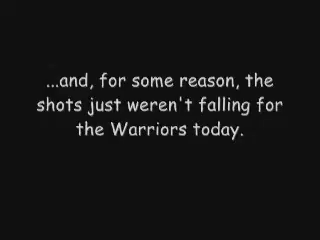 ...and, for some reason, the
shots just weren't falling for
the Warriors today.